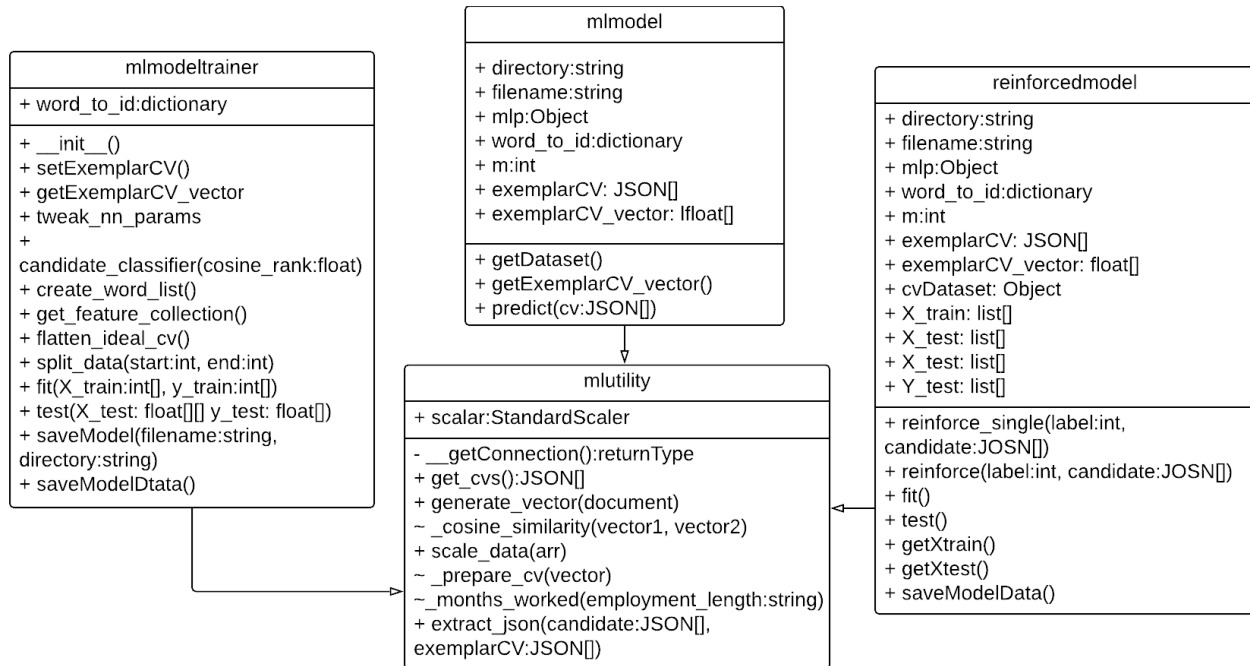 mlmodeltrainer
+ word_to_id:dictionary
+ __init__()
+ setExemplarCV()
+ getExemplarCV_vector
+ tweak_nn_params
+
candidate_classifier(cosine_rank:float)
+ create_word_list()
+ get_feature_collection()
+ flatten_ideal_cv()
+ split_data(start:int, end:int)
+ fit(X_train:int[], y_train:int[])
+ test(X_test: float[][] y_test: float[])
+ saveModel(filename:string,
directory:string)
+ saveModelDtata()
mlmodel
+ directory:string
+ filename:string
+ mlp:Object
+ word_to_id:dictionary
+ m:int
+ exemplarCV: JSON[]
+ exemplarCV_vector: lfloat[]
+ getDataset()
+ getExemplarCV_vector()
+ predict(cv:JSON[])
mlutility
+ scalar:StandardScaler
- __getConnection():returnType
+ get_cvs():JSON[]
+ generate_vector(document)
~ _cosine_similarity(vector1, vector2)
+ scale_data(arr)
~ _prepare_cv(vector)
~_months_worked(employment_length:string)
+ extract_json(candidate:JSON[],
exemplarCV:JSON[])
reinforcedmodel
+ directory:string
+ filename:string
+ mlp:Object
+ word_to_id:dictionary
+ m:int
+ exemplarCV: JSON[]
+ exemplarCV_vector: float[]
+ cvDataset: Object
+ X_train: list[]
+ X_test: list[]
+ X_test: list[]
+ Y_test: list[]
+ reinforce_single(label:int,
candidate:JOSN[])
+ reinforce(label:int, candidate:JOSN[])
+ fit()
+ test()
+ getXtrain()
+ getXtest()
+ saveModelData()